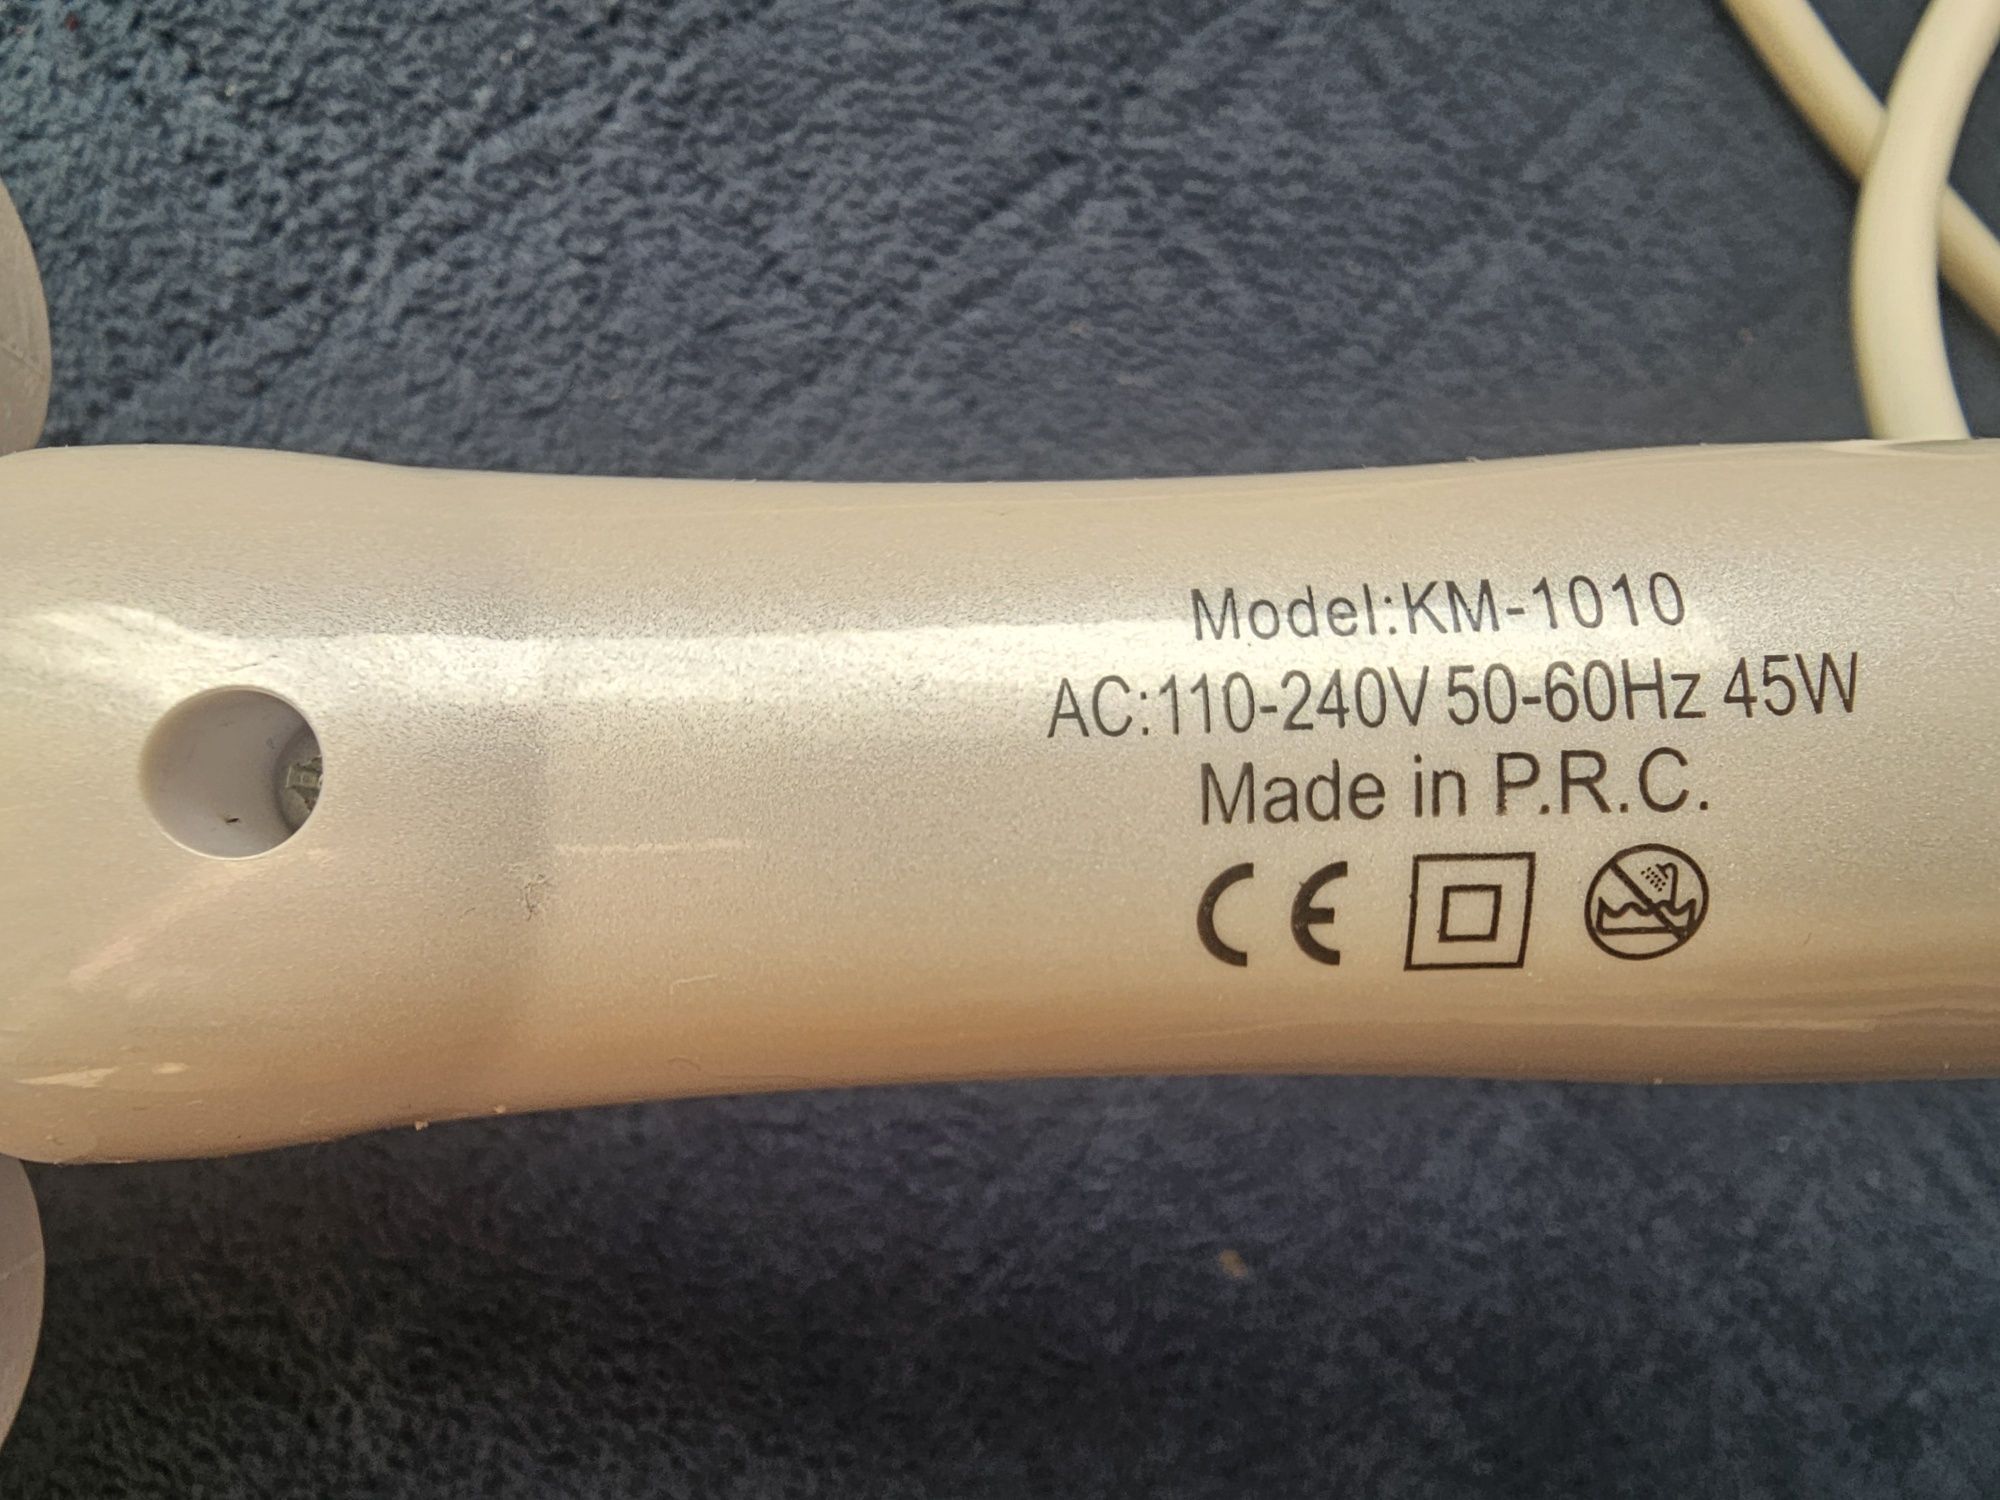 Model:KM-1010
AC:110-240V 50-60Hz 45W
Made in P.R.C.
CE